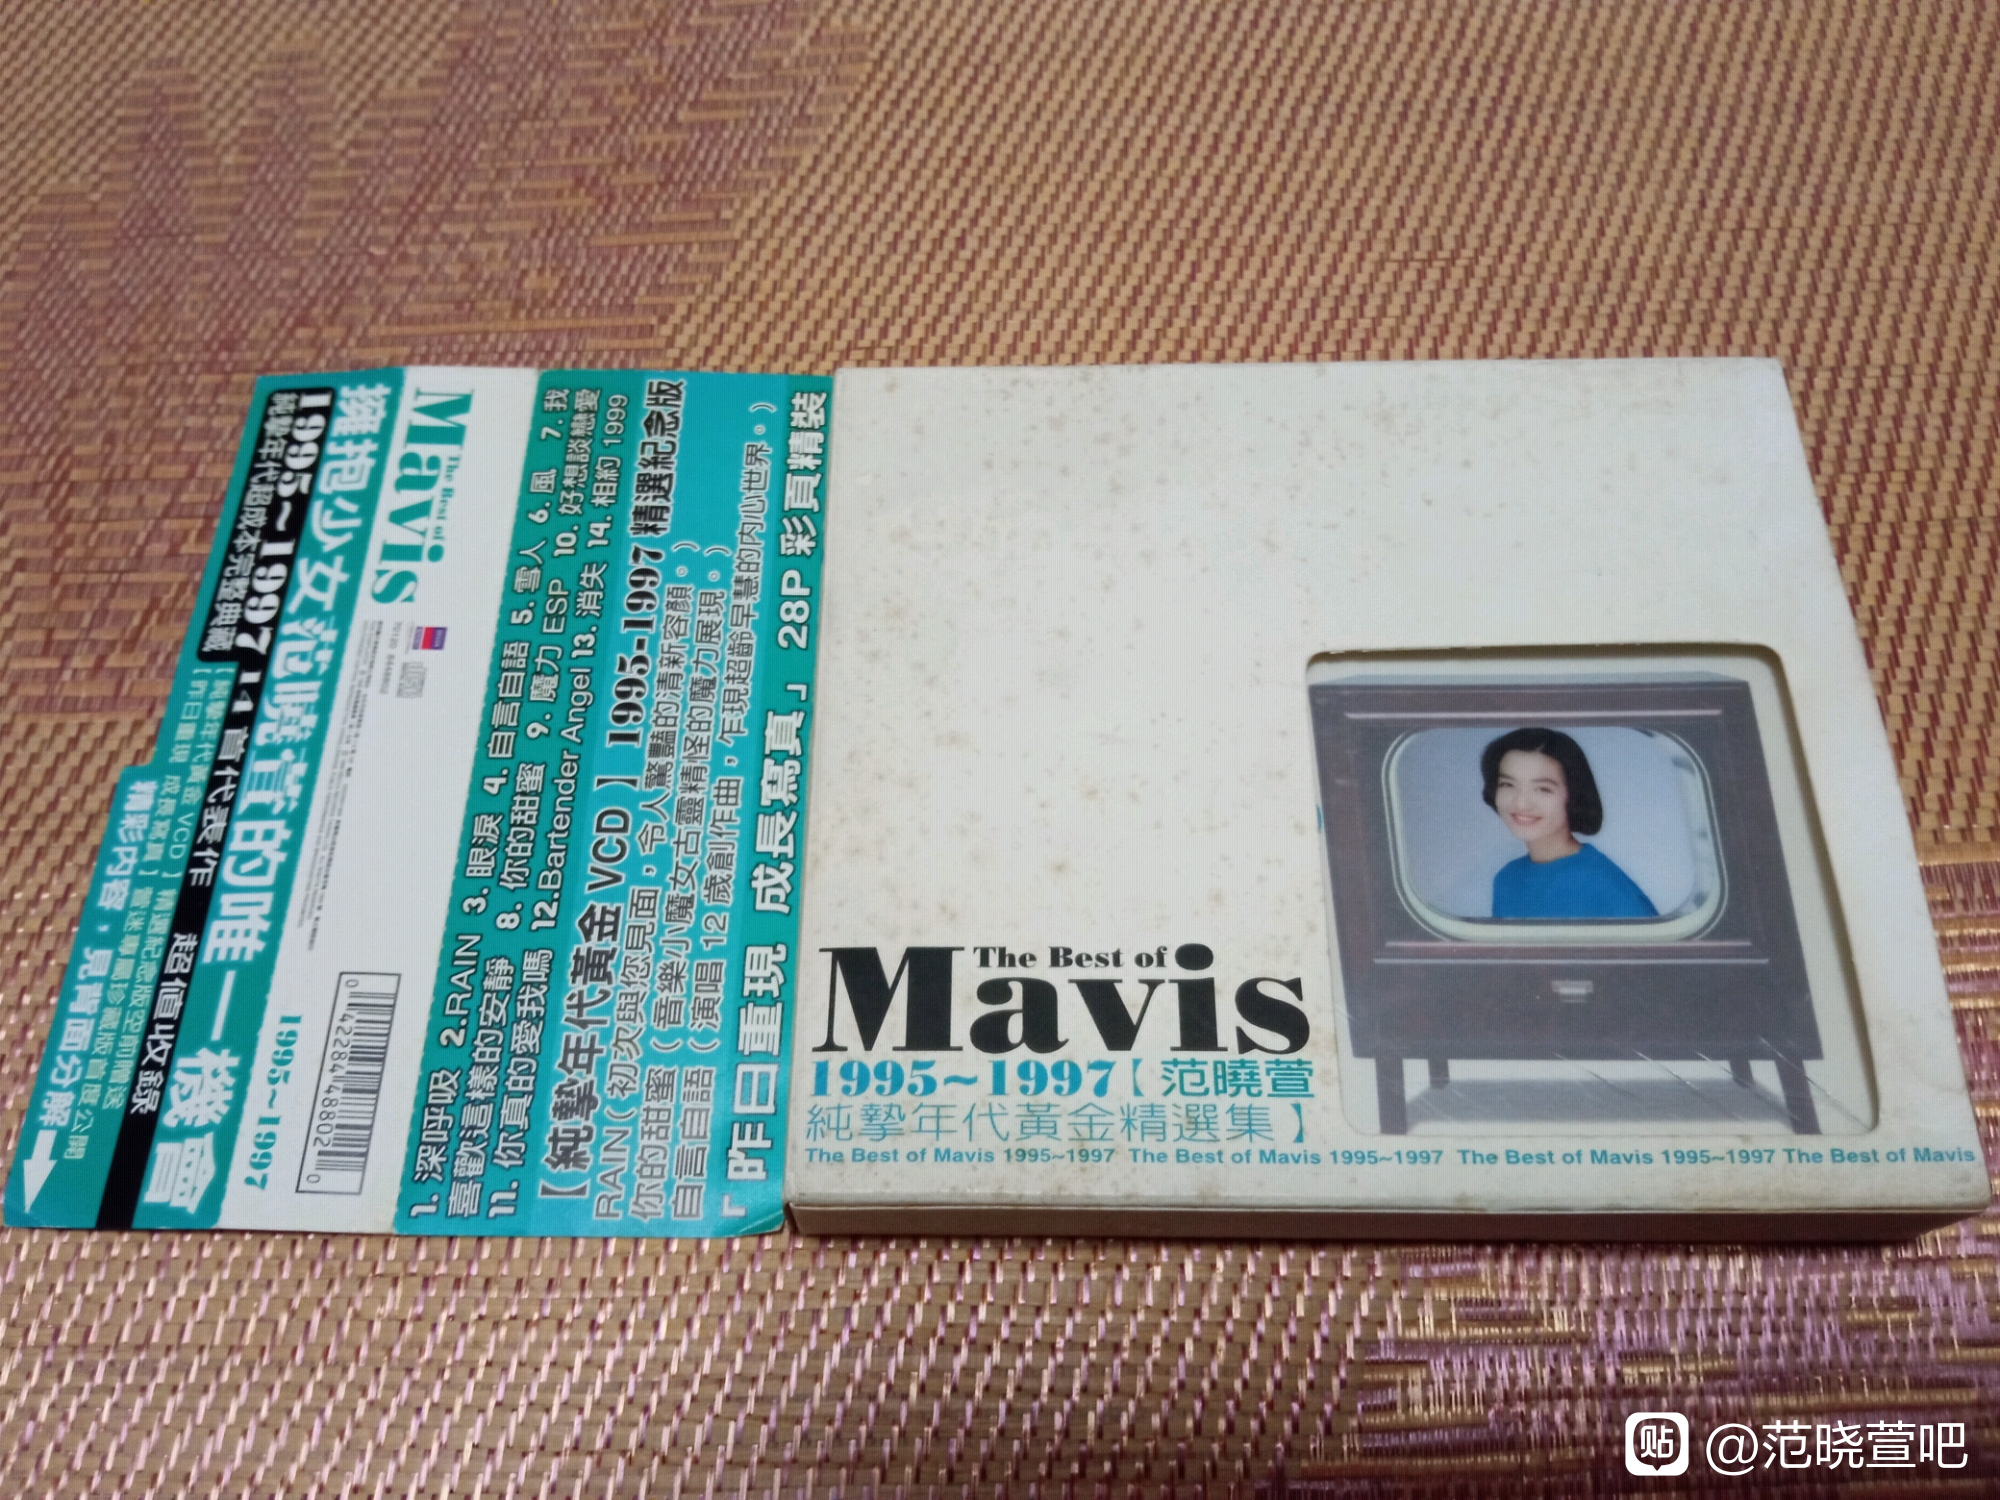 The Best of
Mavis
1995~1997【范曉萱
純摯年代黃金精選集】
The Best of Mavis 1995~1997 The Best of Mavis 1995~1997 The Best of Mavis 1995~1997 The Best of Mavis
1.深呼吸 2.RAIN 3.眼淚 4.自言自語 5.雪人 6.風 7.我
喜歡這樣的安靜 8.你的甜蜜 9.魔力 ESP 10.好想談戀愛
11.你真的愛我嗎 12.Bartender Angel 13.消失 14.相約 1999
【純摯年代黃金 VCD】1995-1997 精選紀念版
RAIN(初次與您見面，令人驚豔的清新容顏。)
你的甜蜜(音樂小魔女古靈精怪的魔力展現。)
自言自語(演唱 12 歲創作曲，乍現超齡早慧的內心世界。)
「昨日重現 成長寫真」28P 彩頁精裝
The Best of
Mavis
1995~1997
0 42284 48802 0
擁抱少女范曉萱的唯一機會
1995~1997 14 首代表作 超值收錄
純摯年代超成本完整典藏
精彩內容，見背面分解
贴 @范晓萱吧